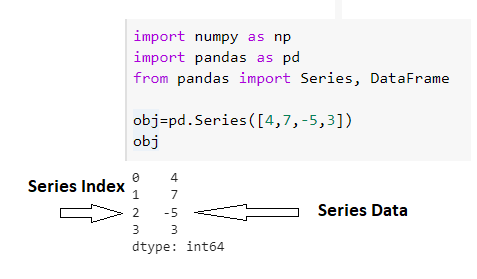 import numpy as np
import pandas as pd
from pandas import Series, DataFrame
obj=pd.Series([4,7,-5,3])
obj
Series Index
0 4
1 7
2 -5
3 3
Series Data
dtype: int64